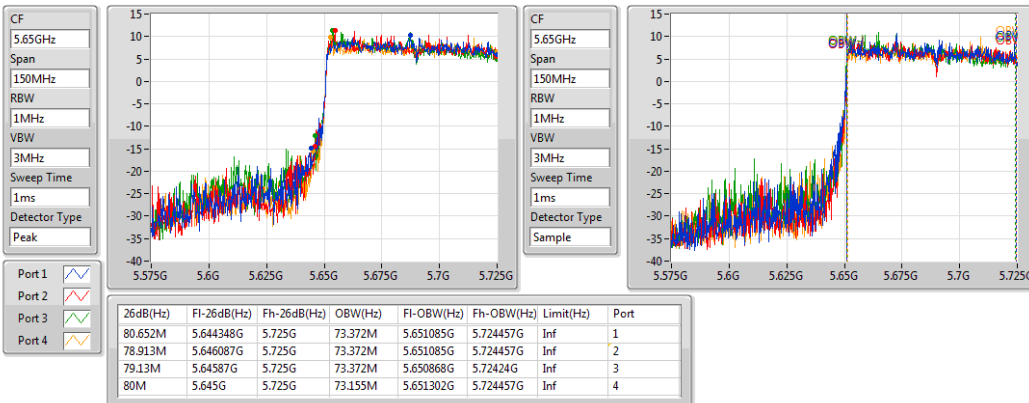 CF
5.65GHz
Span
150MHz
RBW
1MHz
VBW
3MHz
Sweep Time
1ms
Detector Type
Peak
15
10
5
0
-5
-10
-15
-20
-25
-30
-35
-40
5.575G 5.6G 5.625G 5.65G 5.675G 5.7G 5.725G
CF
5.65GHz
Span
150MHz
RBW
1MHz
VBW
3MHz
Sweep Time
1ms
Detector Type
Sample
15
10
5
0
-5
-10
-15
-20
-25
-30
-35
-40
5.575G 5.6G 5.625G 5.65G 5.675G 5.7G 5.725G
Port 1
Port 2
Port 3
Port 4
26dB(Hz) Fl-26dB(Hz) Fh-26dB(Hz) OBW(Hz) Fl-OBW(Hz) Fh-OBW(Hz) Limit(Hz) Port
80.652M 5.644348G 5.725G 73.372M 5.651085G 5.724457G Inf 1
78.913M 5.646087G 5.725G 73.372M 5.651085G 5.724457G Inf 2
79.13M 5.64587G 5.725G 73.372M 5.650868G 5.72424G Inf 3
80M 5.645G 5.725G 73.155M 5.651302G 5.724457G Inf 4